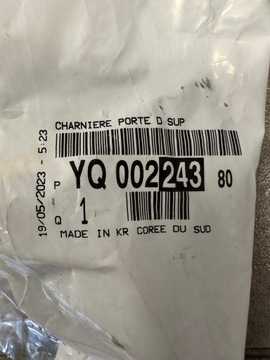 CHARNIERE PORTE D SUP
19/05/2023 - 5:23
P YQ 002243 80
Q 1
MADE IN KR COREE DU SUD